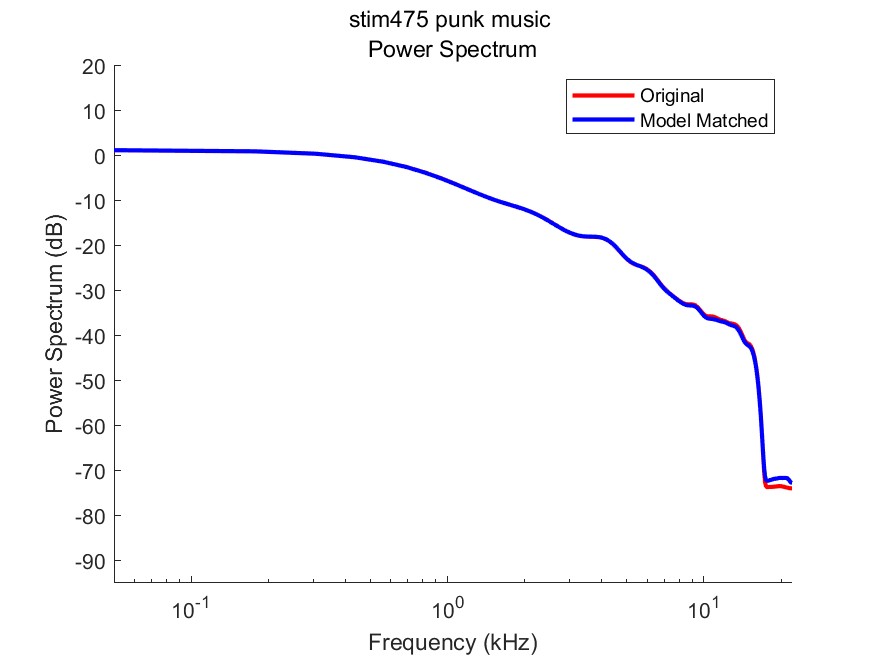 stim475 punk music
Power Spectrum
Original
Model Matched
20
10
0
-10
-20
-30
-40
-50
-60
-70
-80
-90
Power Spectrum (dB)
10^-1
10^0
10^1
Frequency (kHz)